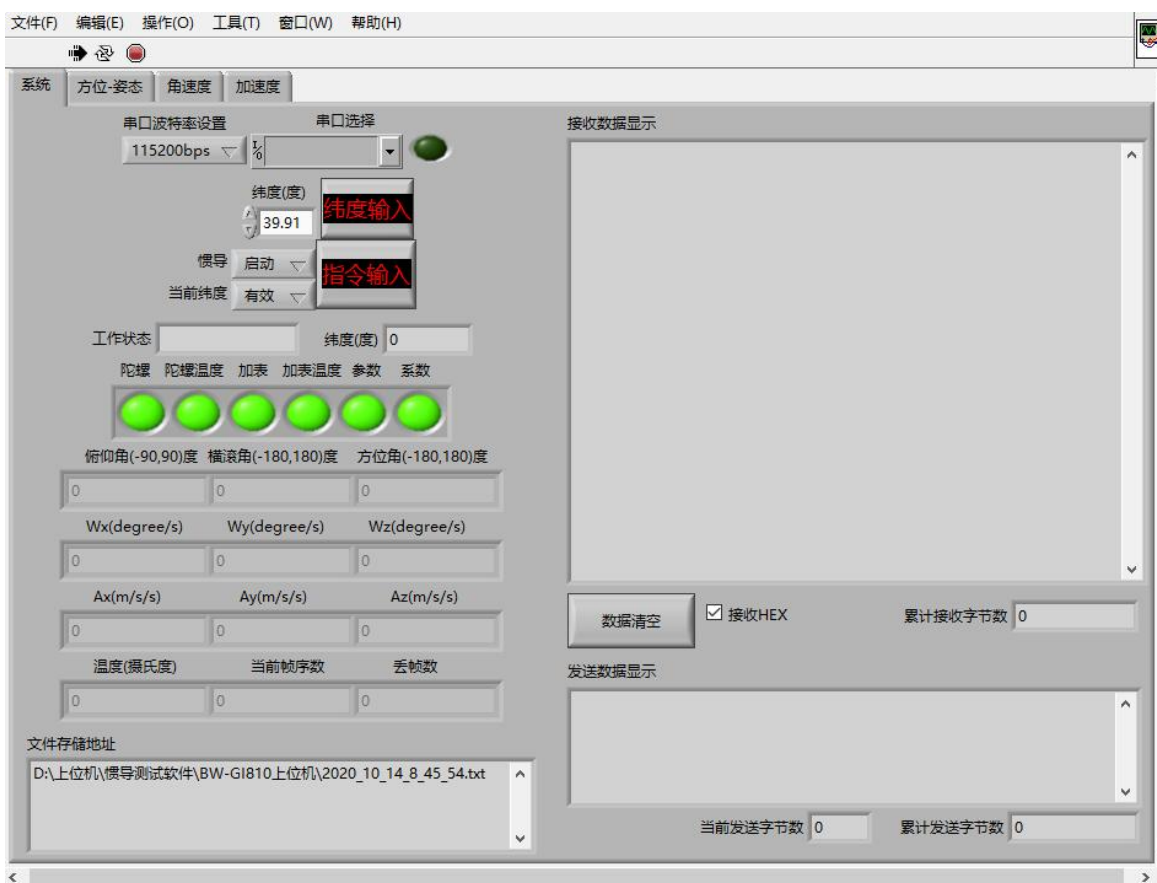 文件(F) 编辑(E) 操作(O) 工具(T) 窗口(W) 帮助(H)
系统 方位-姿态 角速度 加速度
串口波特率设置 串口选择
115200bps
纬度(度)
39.91
纬度输入
惯导 启动
指令输入
当前纬度 有效
工作状态 纬度(度) 0
陀螺 陀螺温度 加表 加表温度 参数 系数
俯仰角(-90,90)度 横滚角(-180,180)度 方位角(-180,180)度
0 0 0
Wx(degree/s) Wy(degree/s) Wz(degree/s)
0 0 0
Ax(m/s/s) Ay(m/s/s) Az(m/s/s)
0 0 0
温度(摄氏度) 当前帧序数 丢帧数
0 0 0
文件存储地址
D:\上位机\惯导测试软件\BW-GI810上位机\2020_10_14_8_45_54.txt
接收数据显示
数据清空 接收HEX 累计接收字节数 0
发送数据显示
当前发送字节数 0 累计发送字节数 0